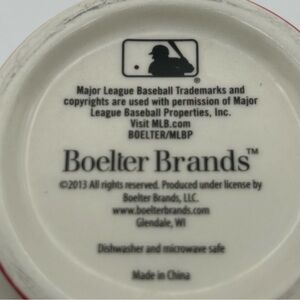 Major League Baseball Trademarks and
copyrights are used with permission of Major
League Baseball Properties, Inc.
Visit MLB.com
BOELTER/MLBP
Boelter Brands™
©2013 All rights reserved. Produced under license by
Boelter Brands, LLC.
www.boelterbrands.com
Glendale, WI
Dishwasher and microwave safe
Made in China